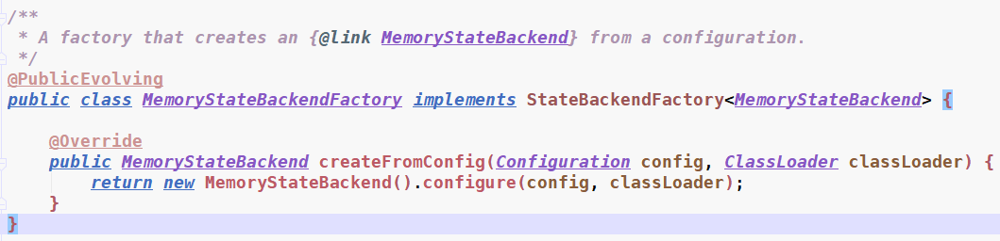 /**
 * A factory that creates an {@link MemoryStateBackend} from a configuration.
 */
@PublicEvolving
public class MemoryStateBackendFactory implements StateBackendFactory<MemoryStateBackend> {
    @Override
    public MemoryStateBackend createFromConfig(Configuration config, ClassLoader classLoader) {
        return new MemoryStateBackend().configure(config, classLoader);
    }
}